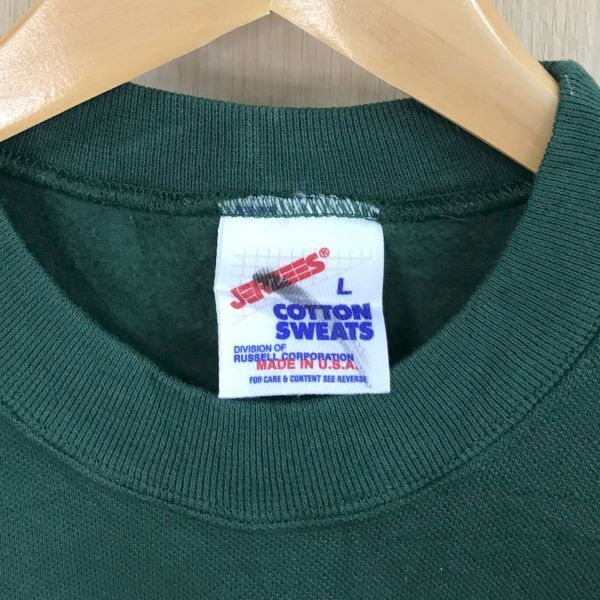 JERZEES®
L
COTTON
SWEATS
DIVISION OF
RUSSELL CORPORATION
MADE IN U.S.A.
FOR CARE & CONTENT SEE REVERSE